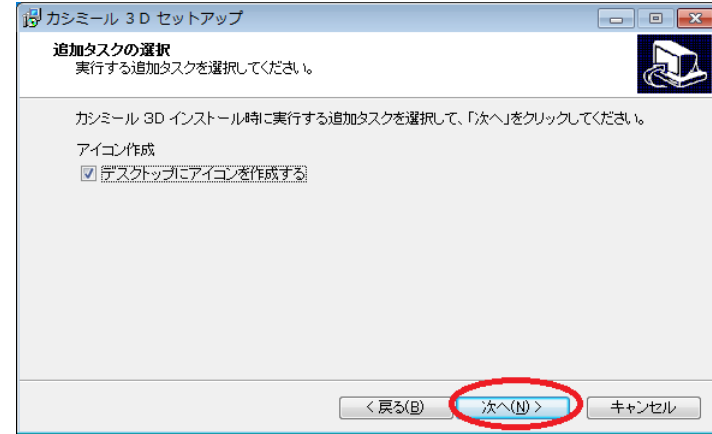 カシミール 3D セットアップ
追加タスクの選択
実行する追加タスクを選択してください。
カシミール 3D インストール時に実行する追加タスクを選択して、「次へ」をクリックしてください。
アイコン作成
デスクトップにアイコンを作成する
< 戻る(B) 次へ(N) > キャンセル